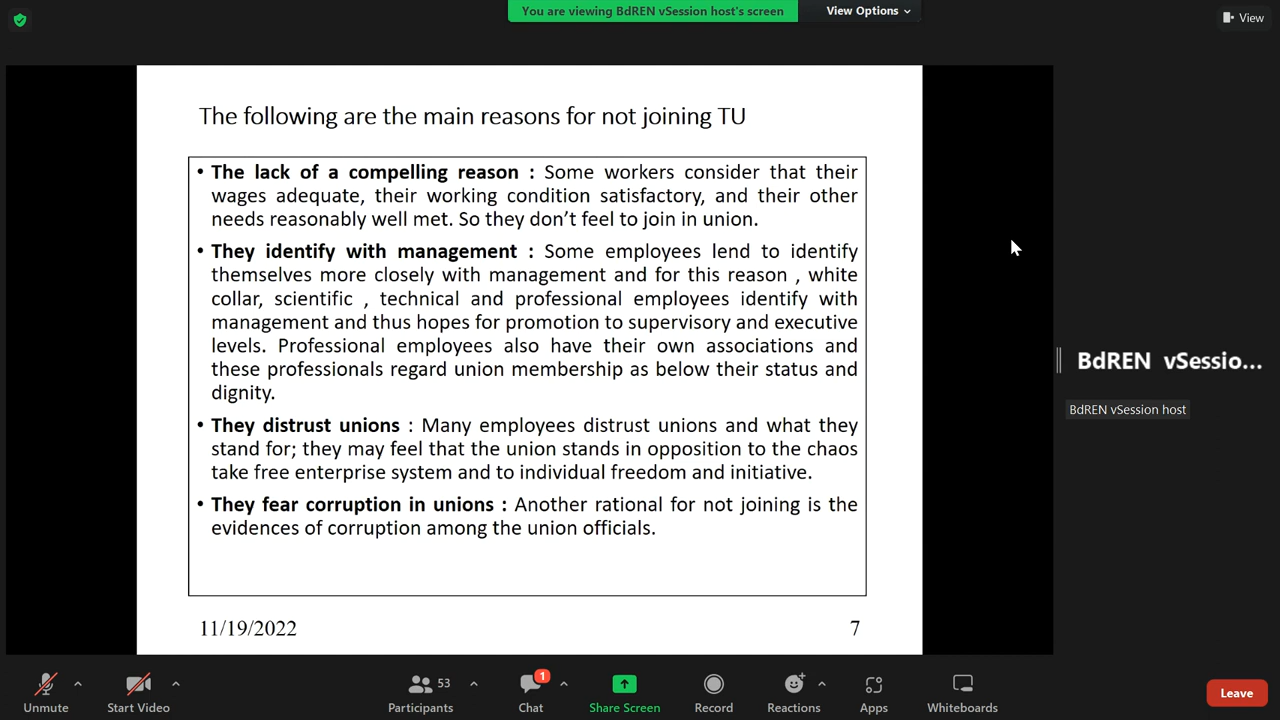 You are viewing BdREN vSession host's screen
View Options
View
The following are the main reasons for not joining TU
• The lack of a compelling reason : Some workers consider that their
wages adequate, their working condition satisfactory, and their other
needs reasonably well met. So they don't feel to join in union.
• They identify with management : Some employees lend to identify
themselves more closely with management and for this reason , white
collar, scientific , technical and professional employees identify with
management and thus hopes for promotion to supervisory and executive
levels. Professional employees also have their own associations and
these professionals regard union membership as below their status and
dignity.
• They distrust unions : Many employees distrust unions and what they
stand for; they may feel that the union stands in opposition to the chaos
take free enterprise system and to individual freedom and initiative.
• They fear corruption in unions : Another rational for not joining is the
evidences of corruption among the union officials.
11/19/2022
7
BdREN vSessio...
BdREN vSession host
Unmute
Start Video
53
Participants
1
Chat
Share Screen
Record
Reactions
Apps
Whiteboards
Leave